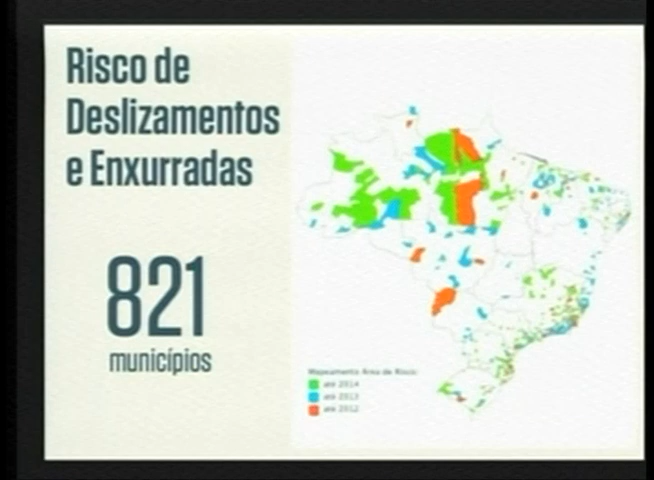 Risco de
Deslizamentos
e Enxurradas
821
municípios
Mapeamento Área de Risco:
até 2014
até 2013
até 2012